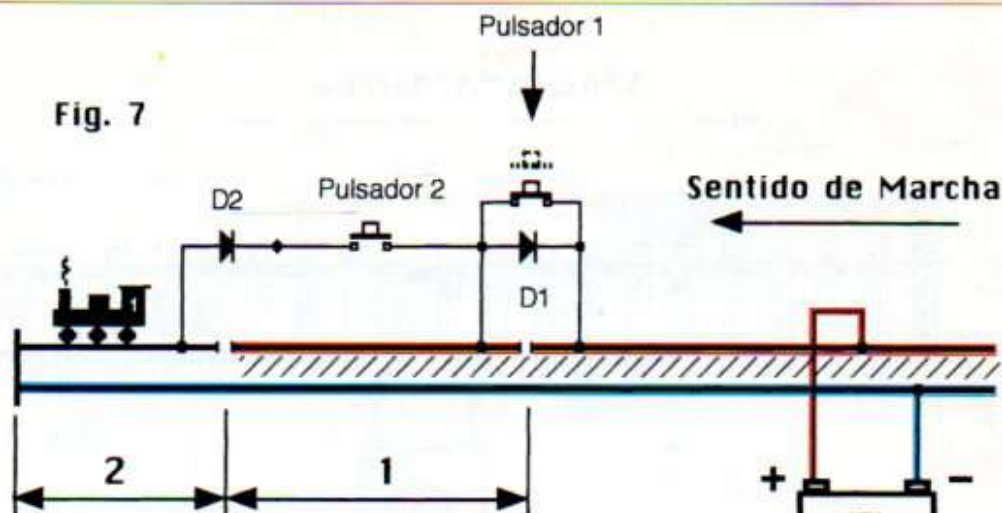 Pulsador 1
Fig. 7
D2
Pulsador 2
Sentido de Marcha
D1
2
1
+
−